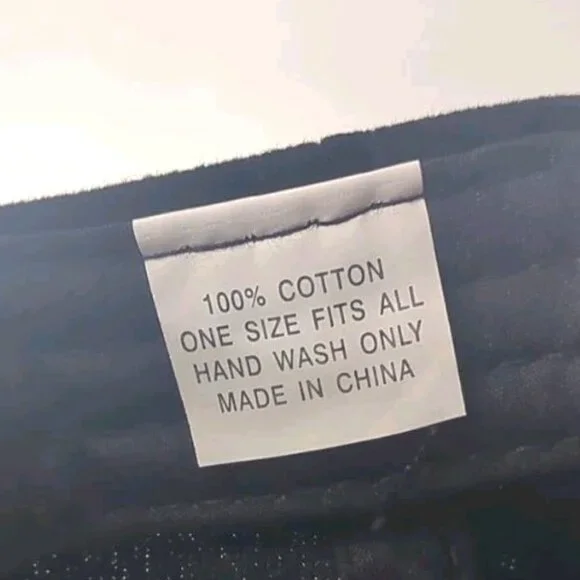 100% COTTON
ONE SIZE FITS ALL
HAND WASH ONLY
MADE IN CHINA